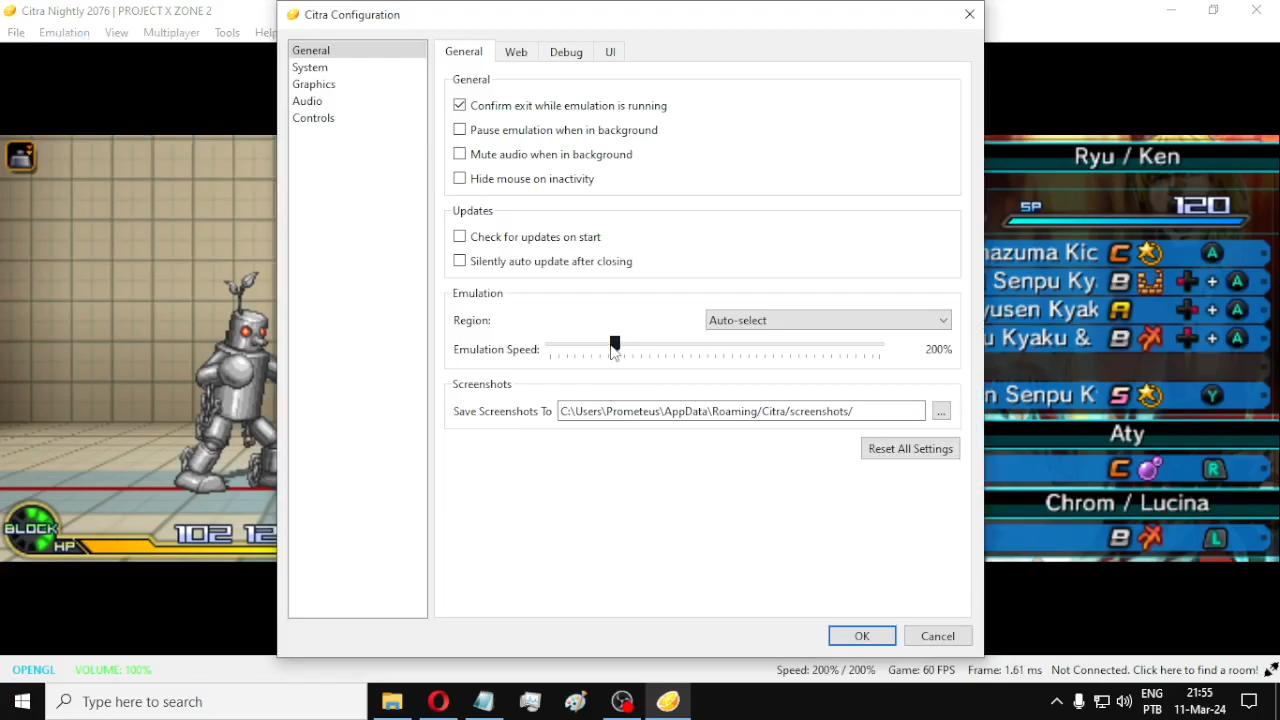 Citra Nightly 2076 | PROJECT X ZONE 2
File Emulation View Multiplayer Tools Help
Citra Configuration
General
System
Graphics
Audio
Controls
General Web Debug UI
General
Confirm exit while emulation is running
Pause emulation when in background
Mute audio when in background
Hide mouse on inactivity
Updates
Check for updates on start
Silently auto update after closing
Emulation
Region: Auto-select
Emulation Speed: 200%
Screenshots
Save Screenshots To C:\Users\Prometeus\AppData\Roaming/Citra/screenshots/ ...
Reset All Settings
OK Cancel
BLOCK
HP
102
Ryu / Ken
SP 120
azuma Kic C A
Senpu Ky B + A
usen Kyak A + A
u Kyaku & B + A
n Senpu K S Y
Aty
C R
Chrom / Lucina
B L
OPENGL VOLUME: 100% Speed: 200% / 200% Game: 60 FPS Frame: 1.61 ms Not Connected. Click here to find a room!
Type here to search
ENG
PTB
21:55
11-Mar-24